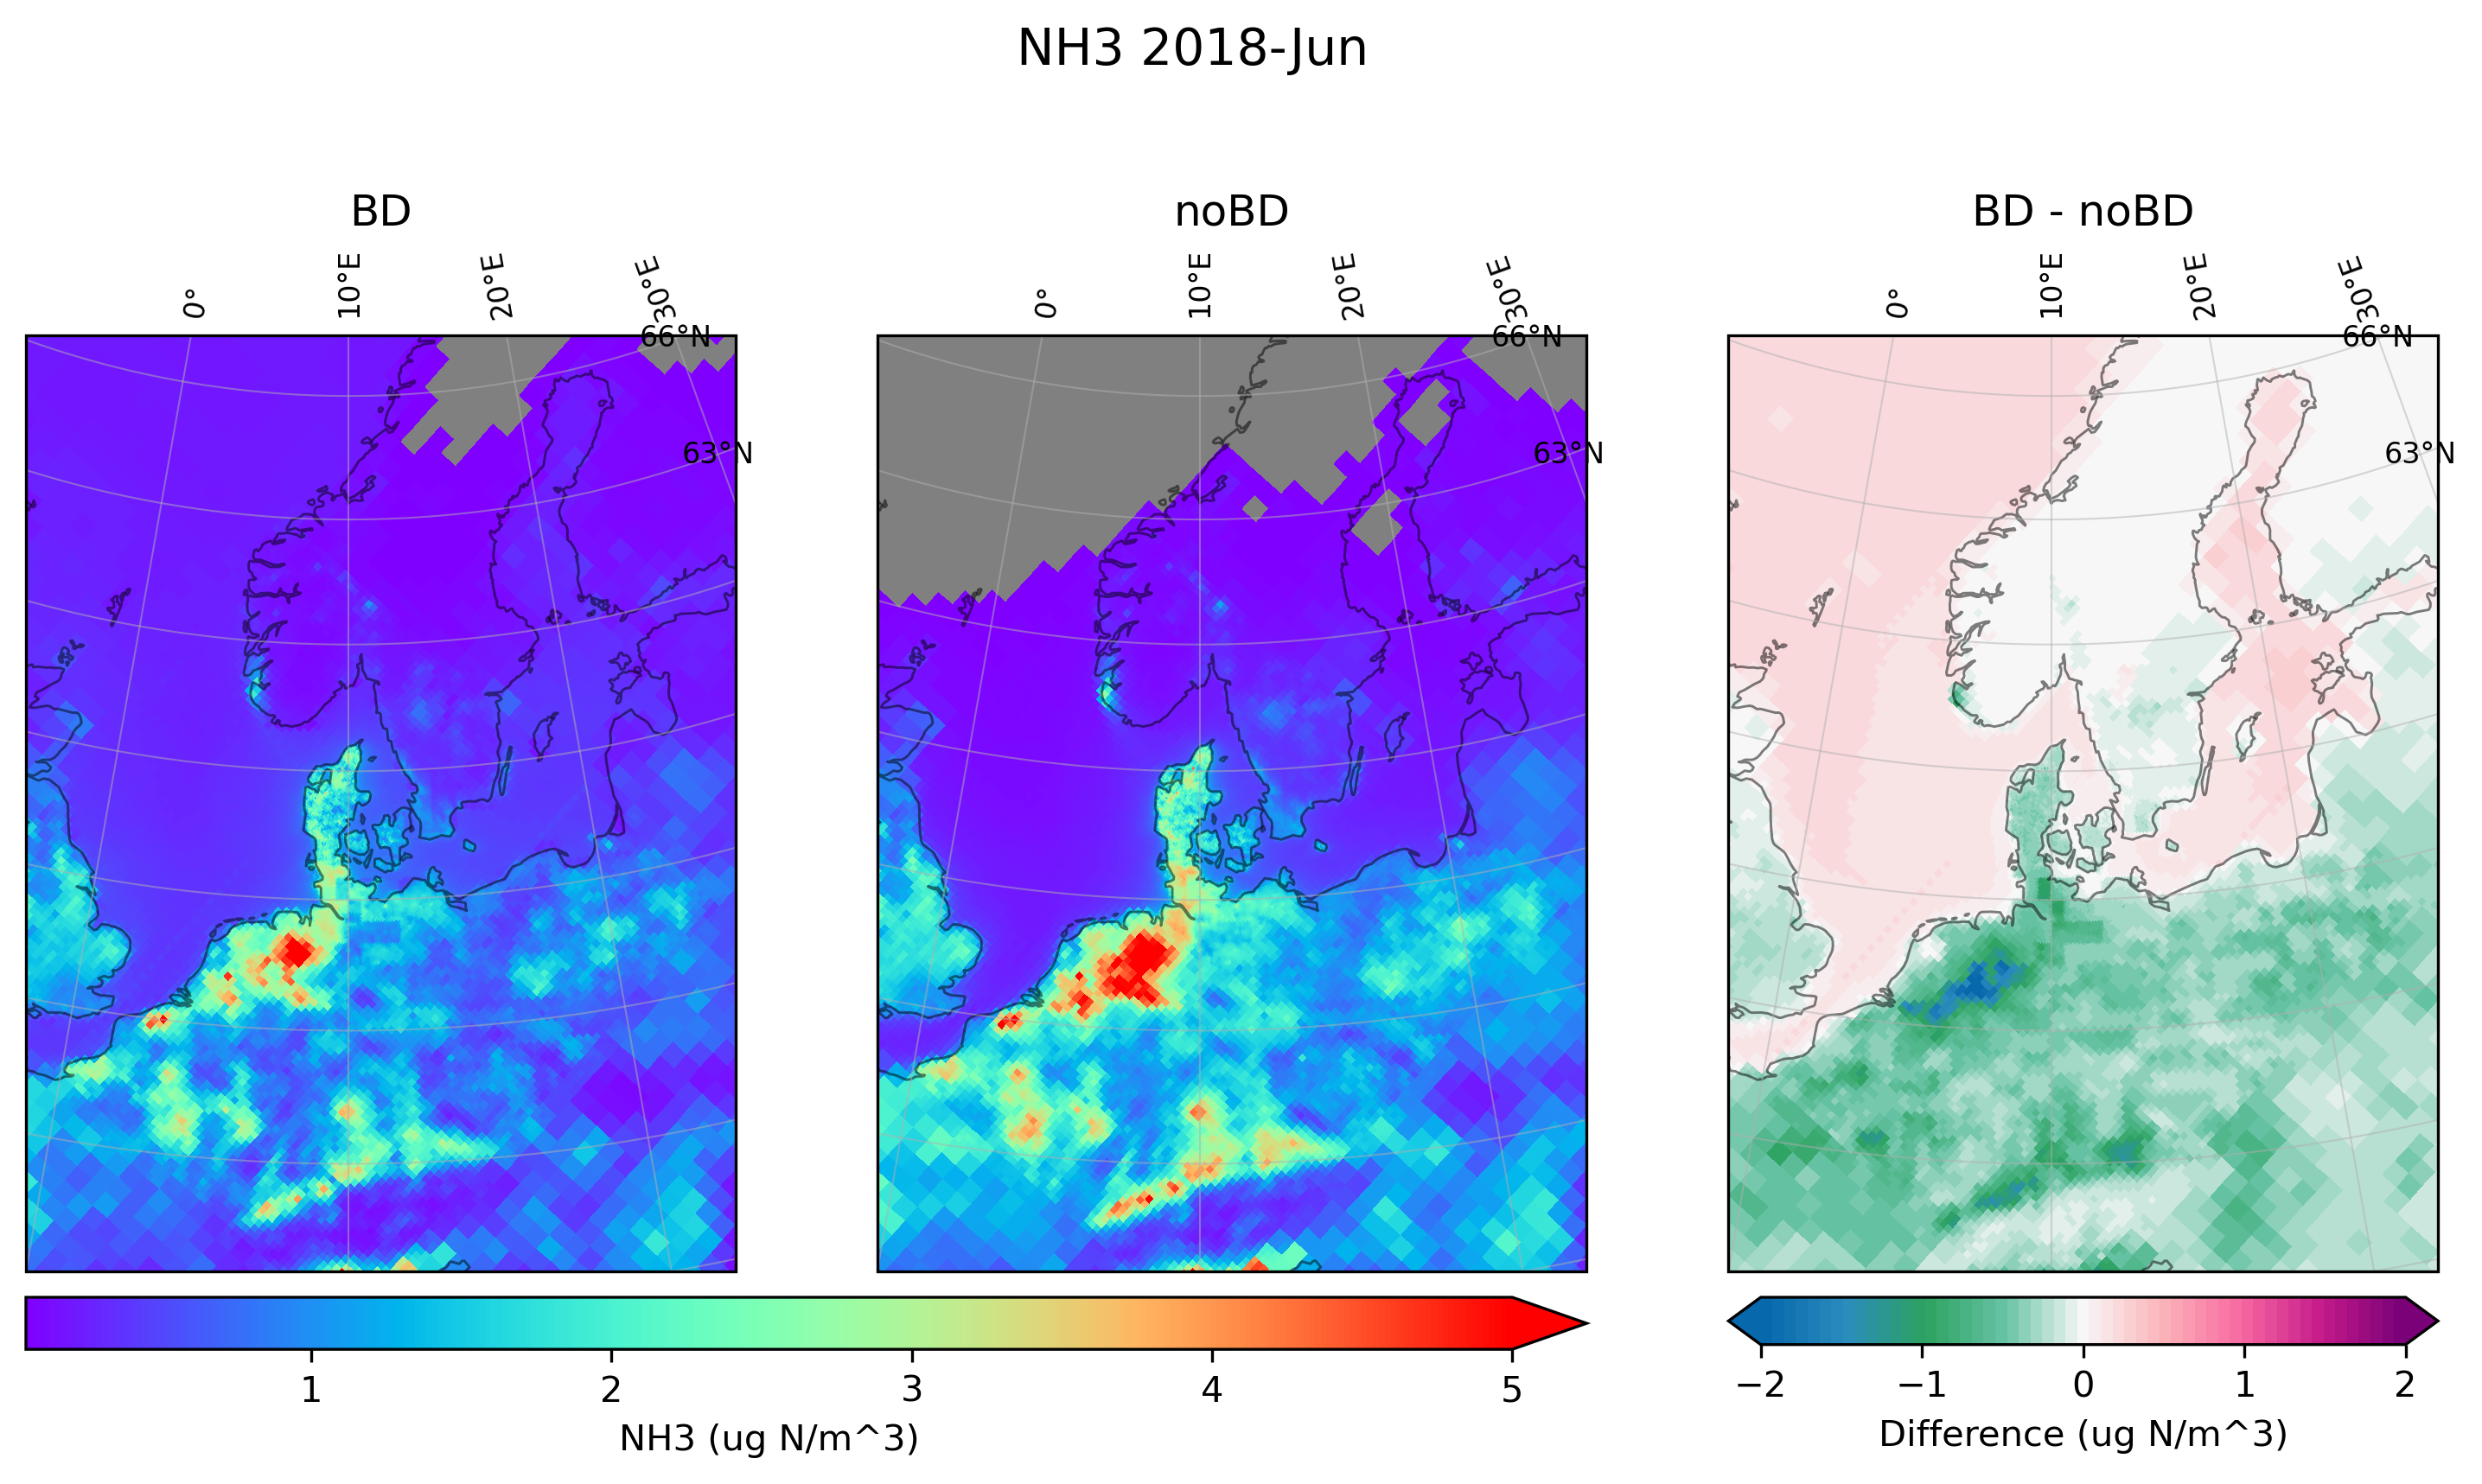 NH3 2018-Jun
BD
noBD
BD - noBD
0° 10°E 20°E 30°E
0° 10°E 20°E 30°E
0° 10°E 20°E 30°E
66°N
66°N
66°N
63°N
63°N
63°N
1 2 3 4 5
NH3 (ug N/m^3)
−2 −1 0 1 2
Difference (ug N/m^3)